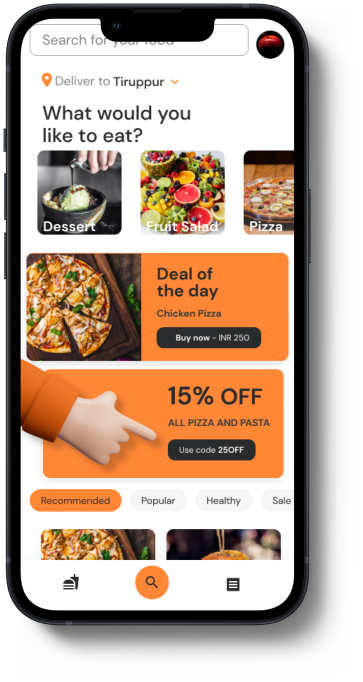 Search for your food
Deliver to Tiruppur
What would you
like to eat?
Dessert
Fruit Salad
Pizza
Deal of
the day
Chicken Pizza
Buy now - INR 250
15% OFF
ALL PIZZA AND PASTA
Use code 25OFF
Recommended
Popular
Healthy
Sale